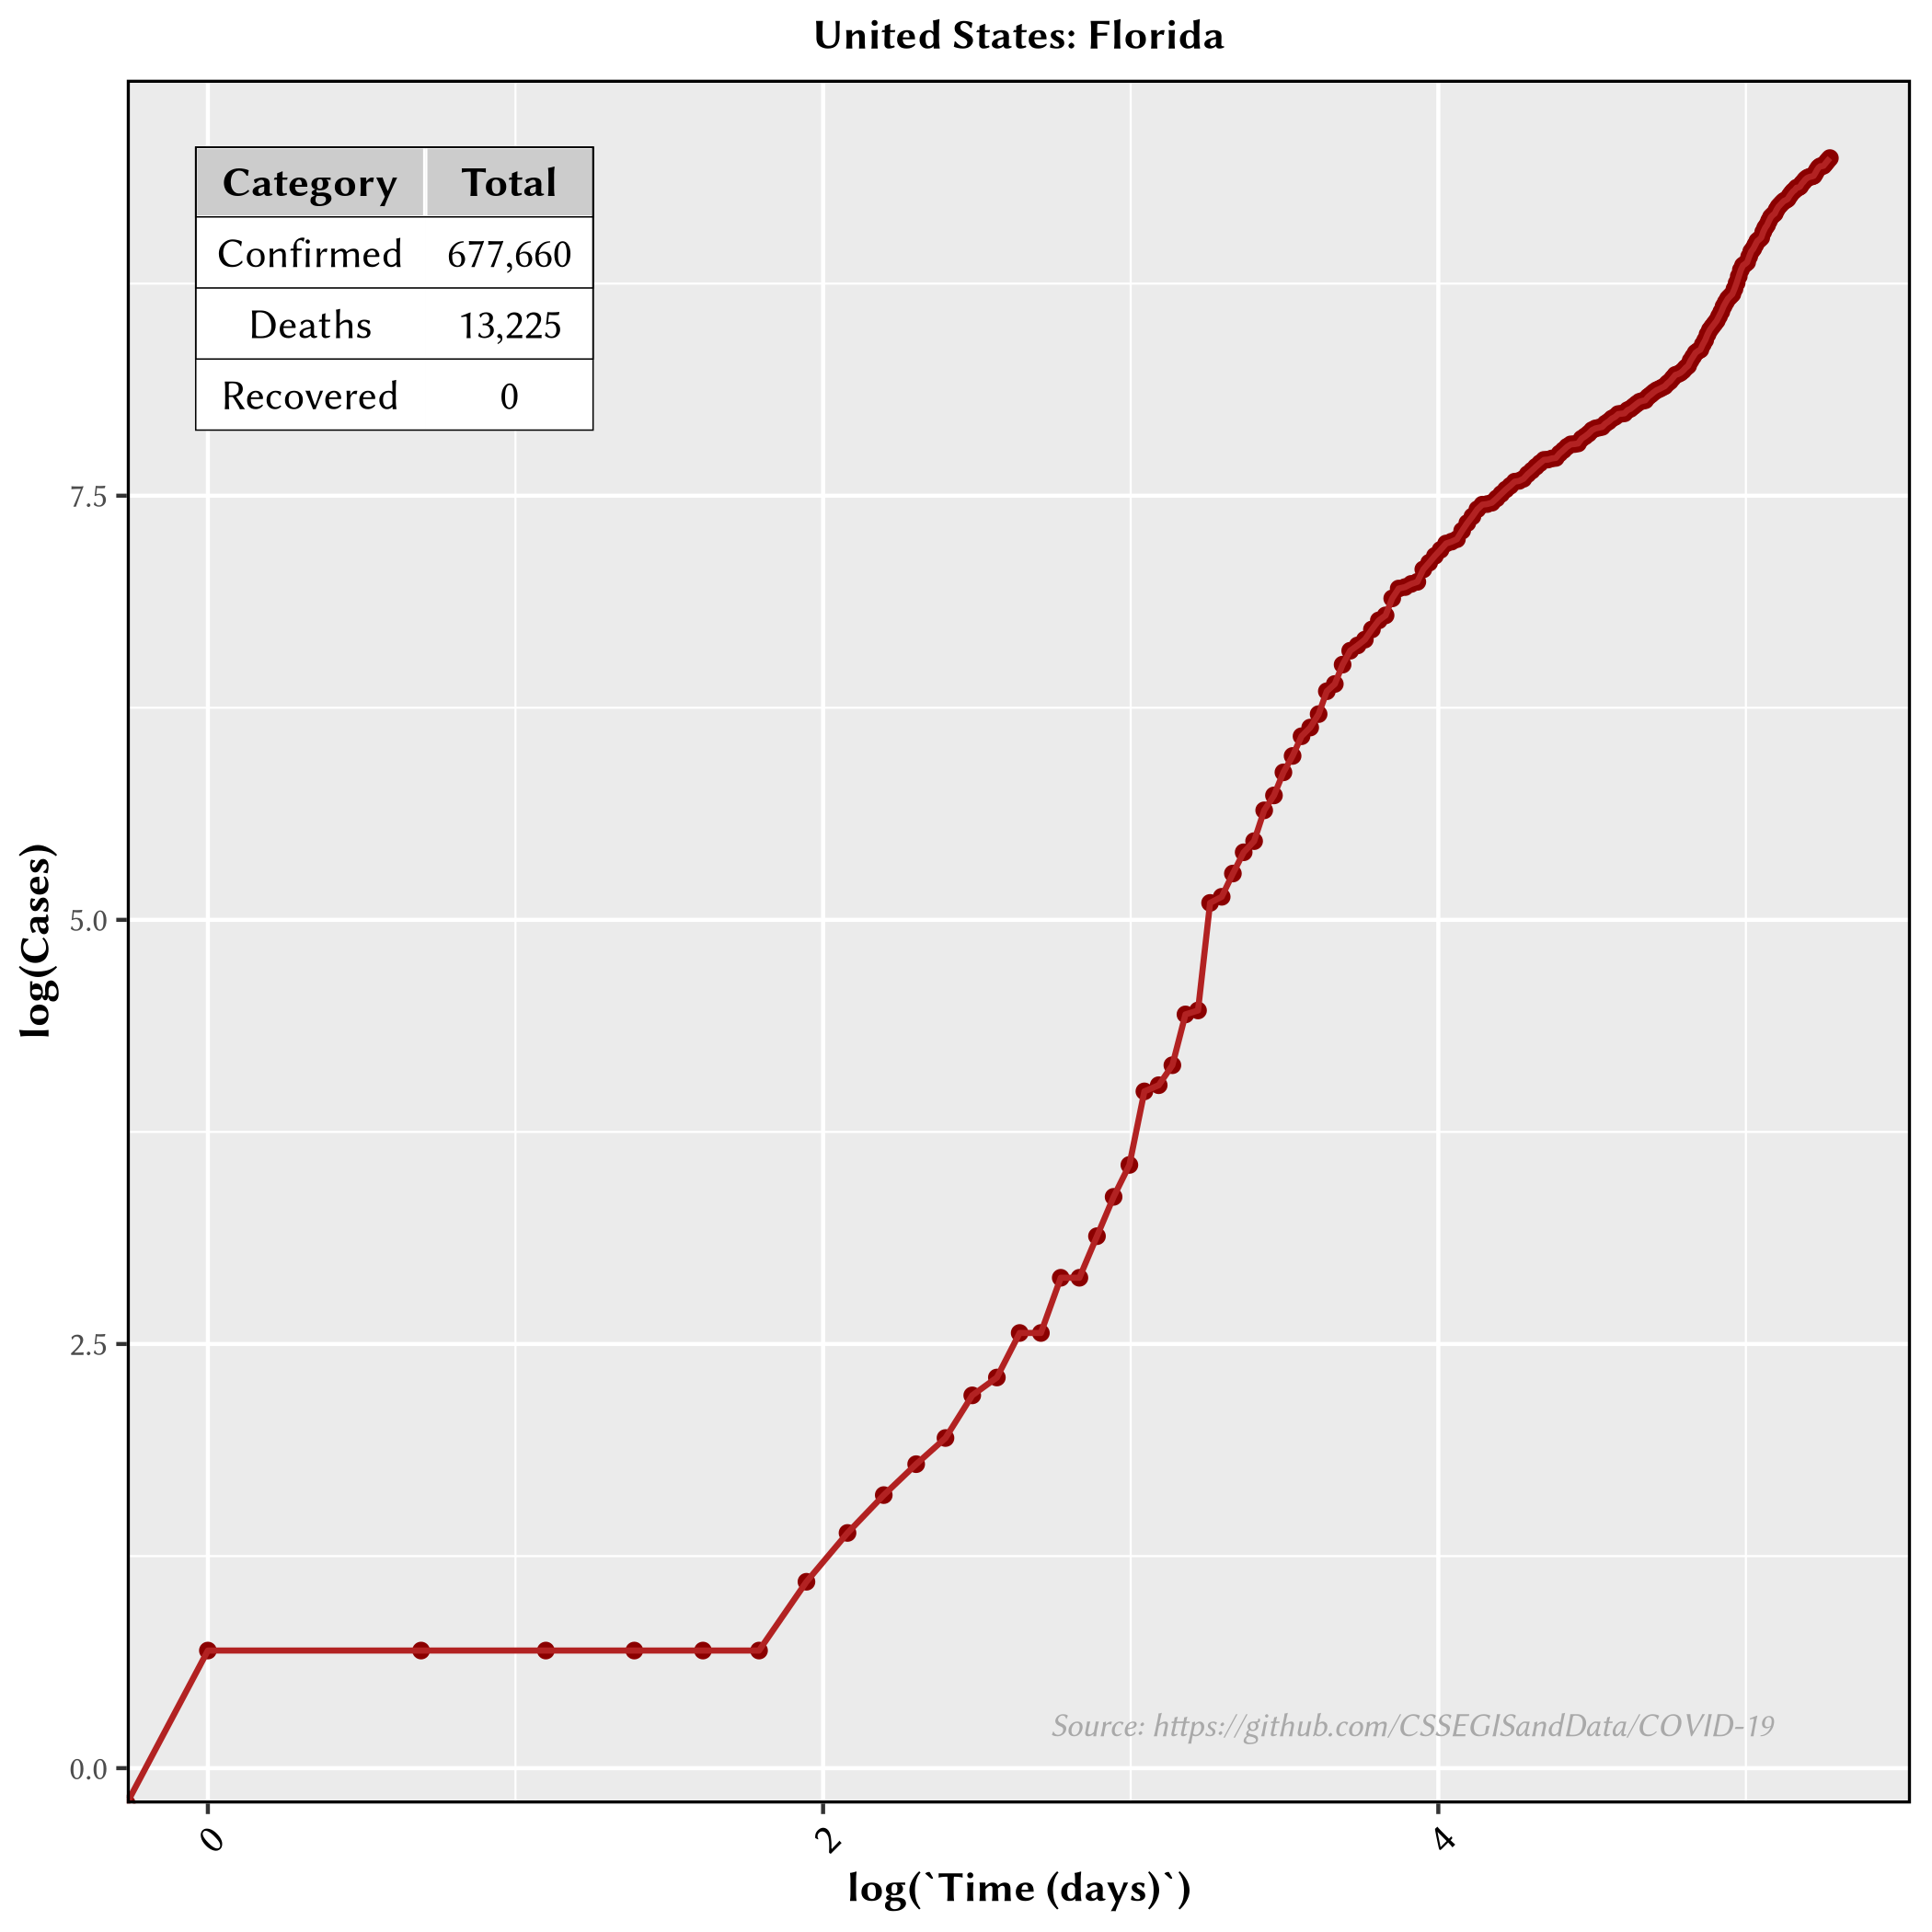 United States: Florida
Category Total
Confirmed 677,660
Deaths 13,225
Recovered 0
7.5
5.0
2.5
0.0
log(Cases)
Source: https://github.com/CSSEGISandData/COVID-19
0 2 4
log(`Time (days)`)